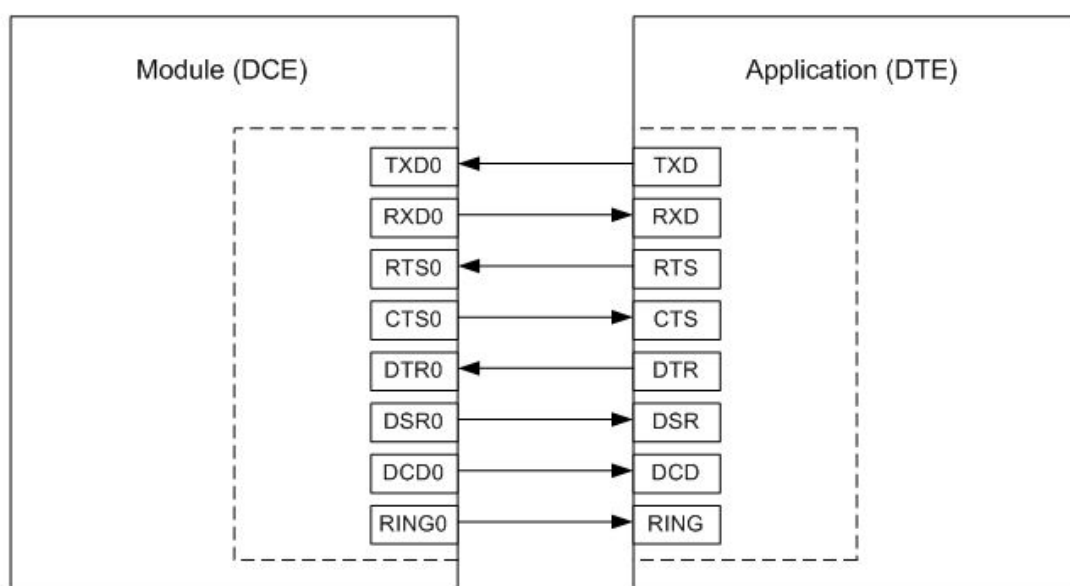 Module (DCE) Application (DTE)
TXD0 TXD
RXD0 RXD
RTS0 RTS
CTS0 CTS
DTR0 DTR
DSR0 DSR
DCD0 DCD
RING0 RING